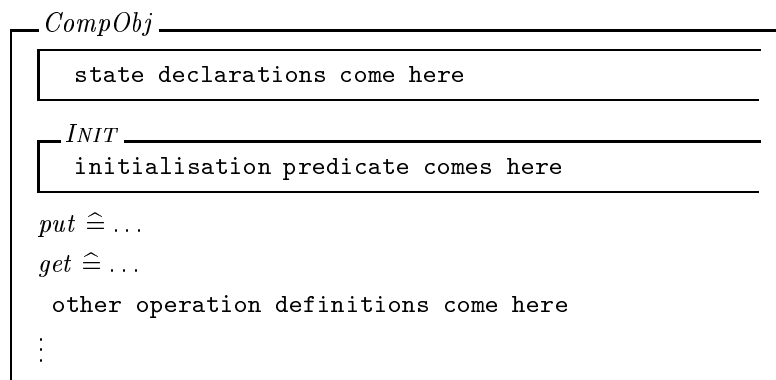 CompObj
state declarations come here
INIT
initialisation predicate comes here
put ≙ ...
get ≙ ...
other operation definitions come here
⋮